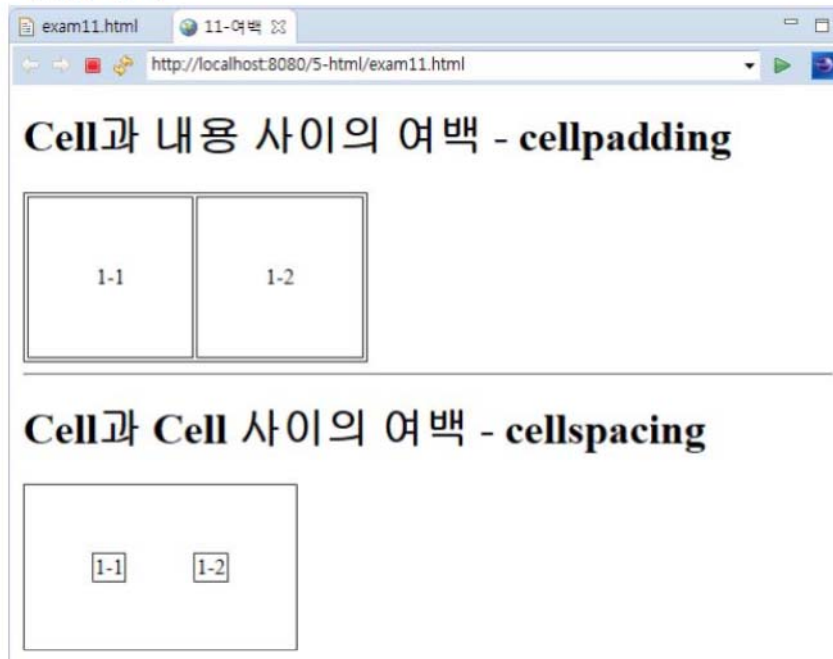 exam11.html 11-여백
http://localhost:8080/5-html/exam11.html
Cell과 내용 사이의 여백 - cellpadding
1-1 1-2
Cell과 Cell 사이의 여백 - cellspacing
1-1 1-2